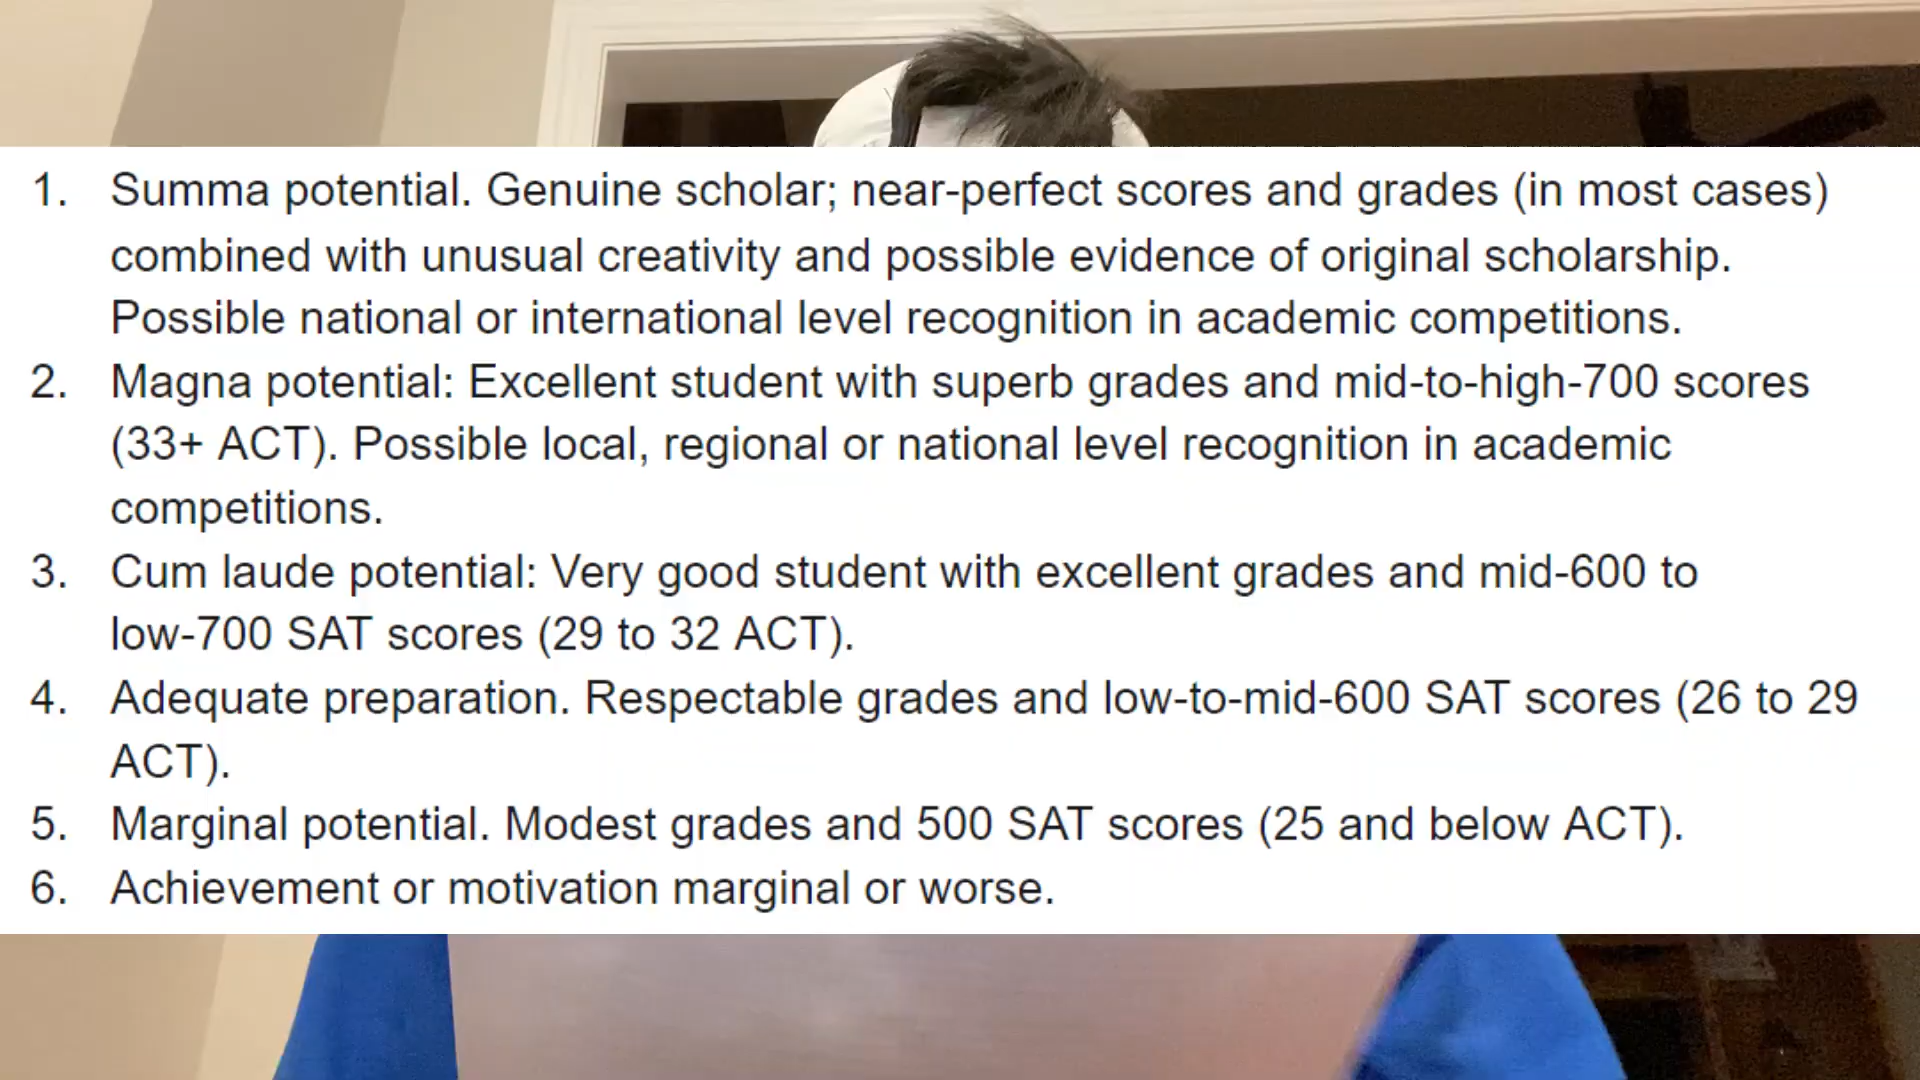 1. Summa potential. Genuine scholar; near-perfect scores and grades (in most cases)
combined with unusual creativity and possible evidence of original scholarship.
Possible national or international level recognition in academic competitions.
2. Magna potential: Excellent student with superb grades and mid-to-high-700 scores
(33+ ACT). Possible local, regional or national level recognition in academic
competitions.
3. Cum laude potential: Very good student with excellent grades and mid-600 to
low-700 SAT scores (29 to 32 ACT).
4. Adequate preparation. Respectable grades and low-to-mid-600 SAT scores (26 to 29
ACT).
5. Marginal potential. Modest grades and 500 SAT scores (25 and below ACT).
6. Achievement or motivation marginal or worse.